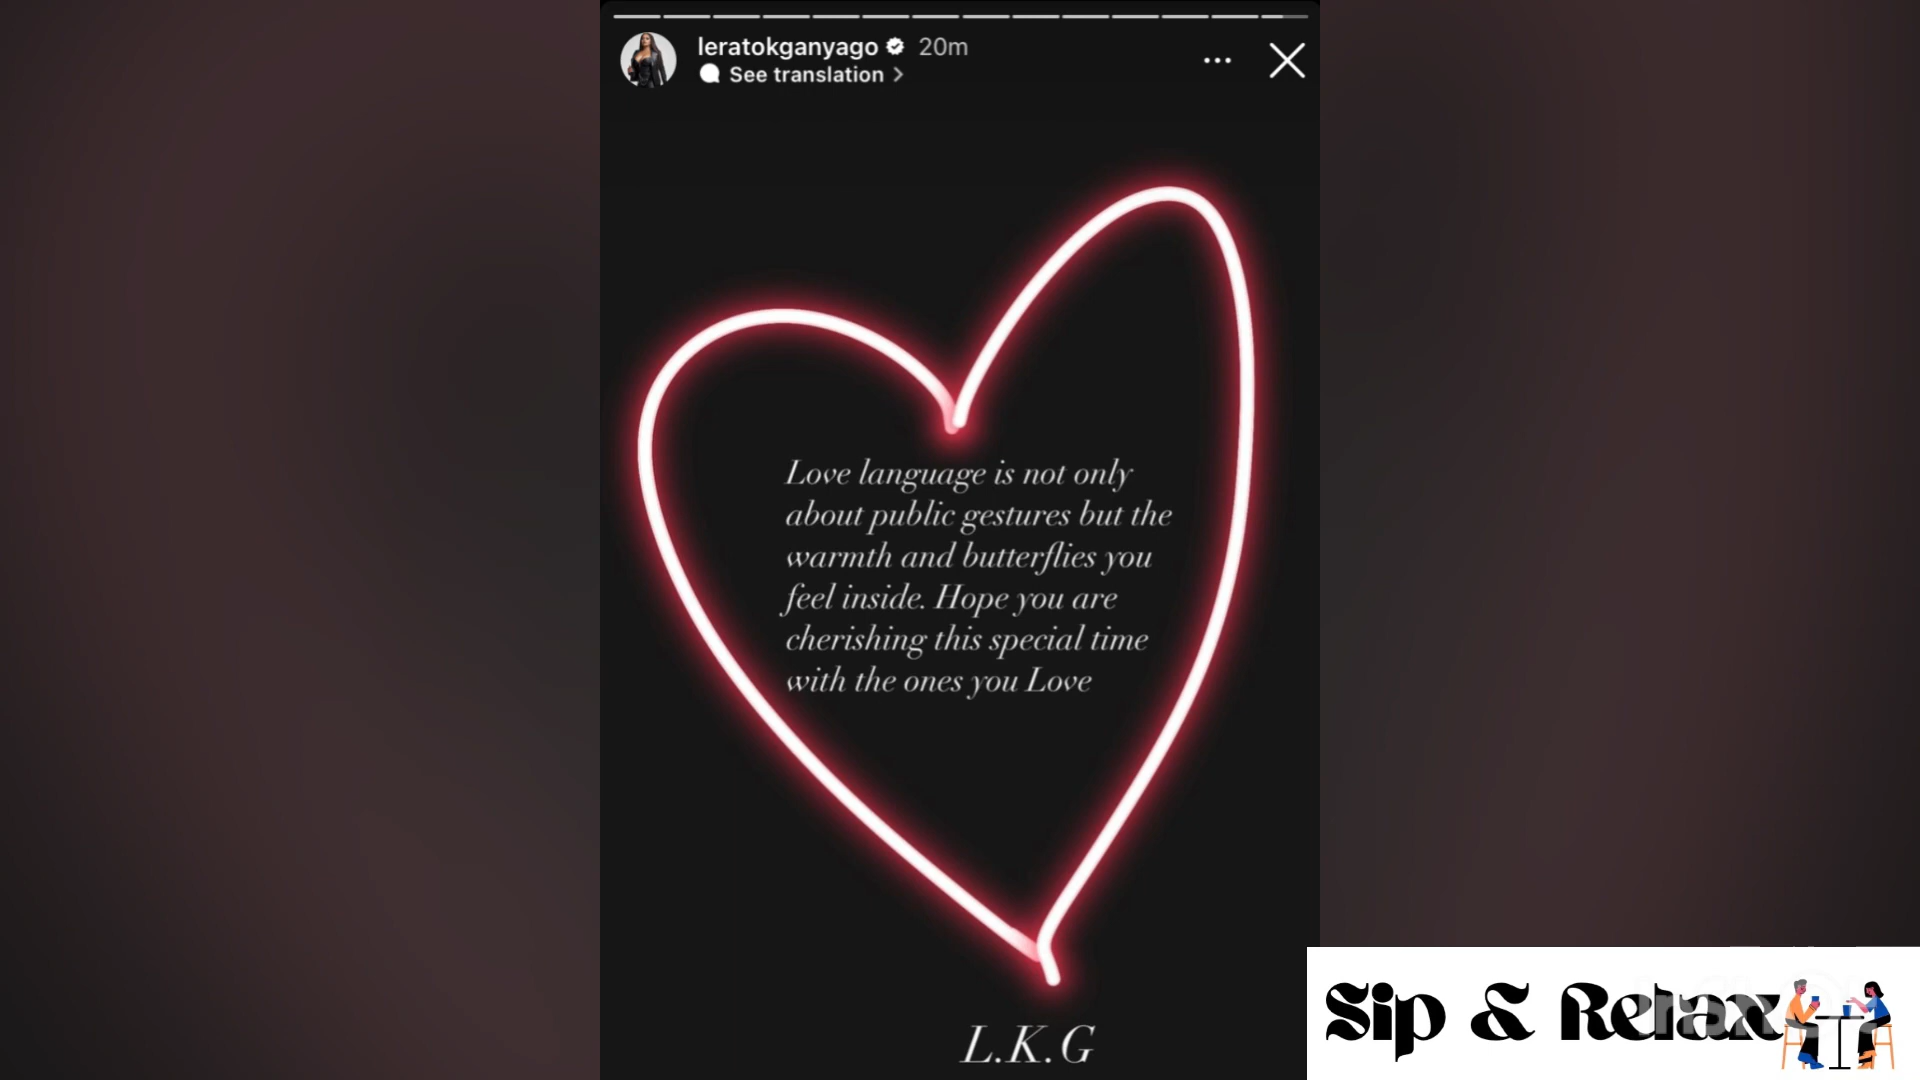 leratokganyago 20m
See translation
Love language is not only
about public gestures but the
warmth and butterflies you
feel inside. Hope you are
cherishing this special time
with the ones you Love
L.K.G
Sip & Relax